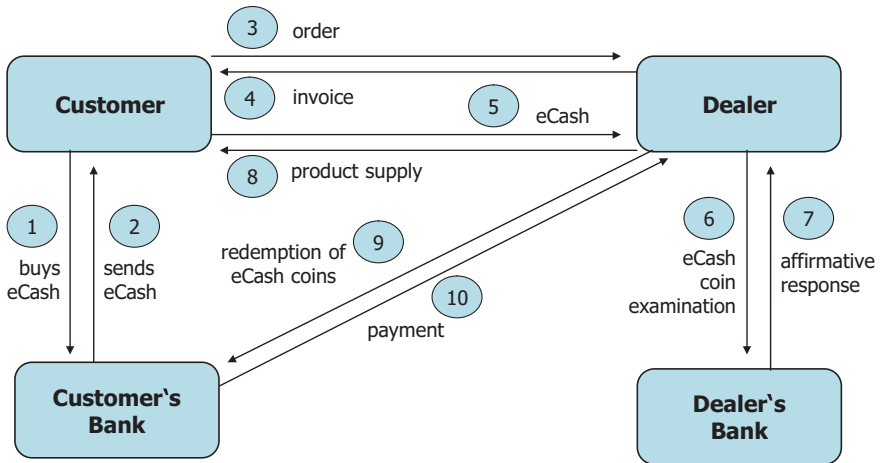 3 order
Customer
Dealer
4 invoice
5 eCash
8 product supply
1
2
buys
eCash
sends
eCash
9
redemption of
eCash coins
10
payment
6
7
eCash
coin
examination
affirmative
response
Customer‘s
Bank
Dealer‘s
Bank